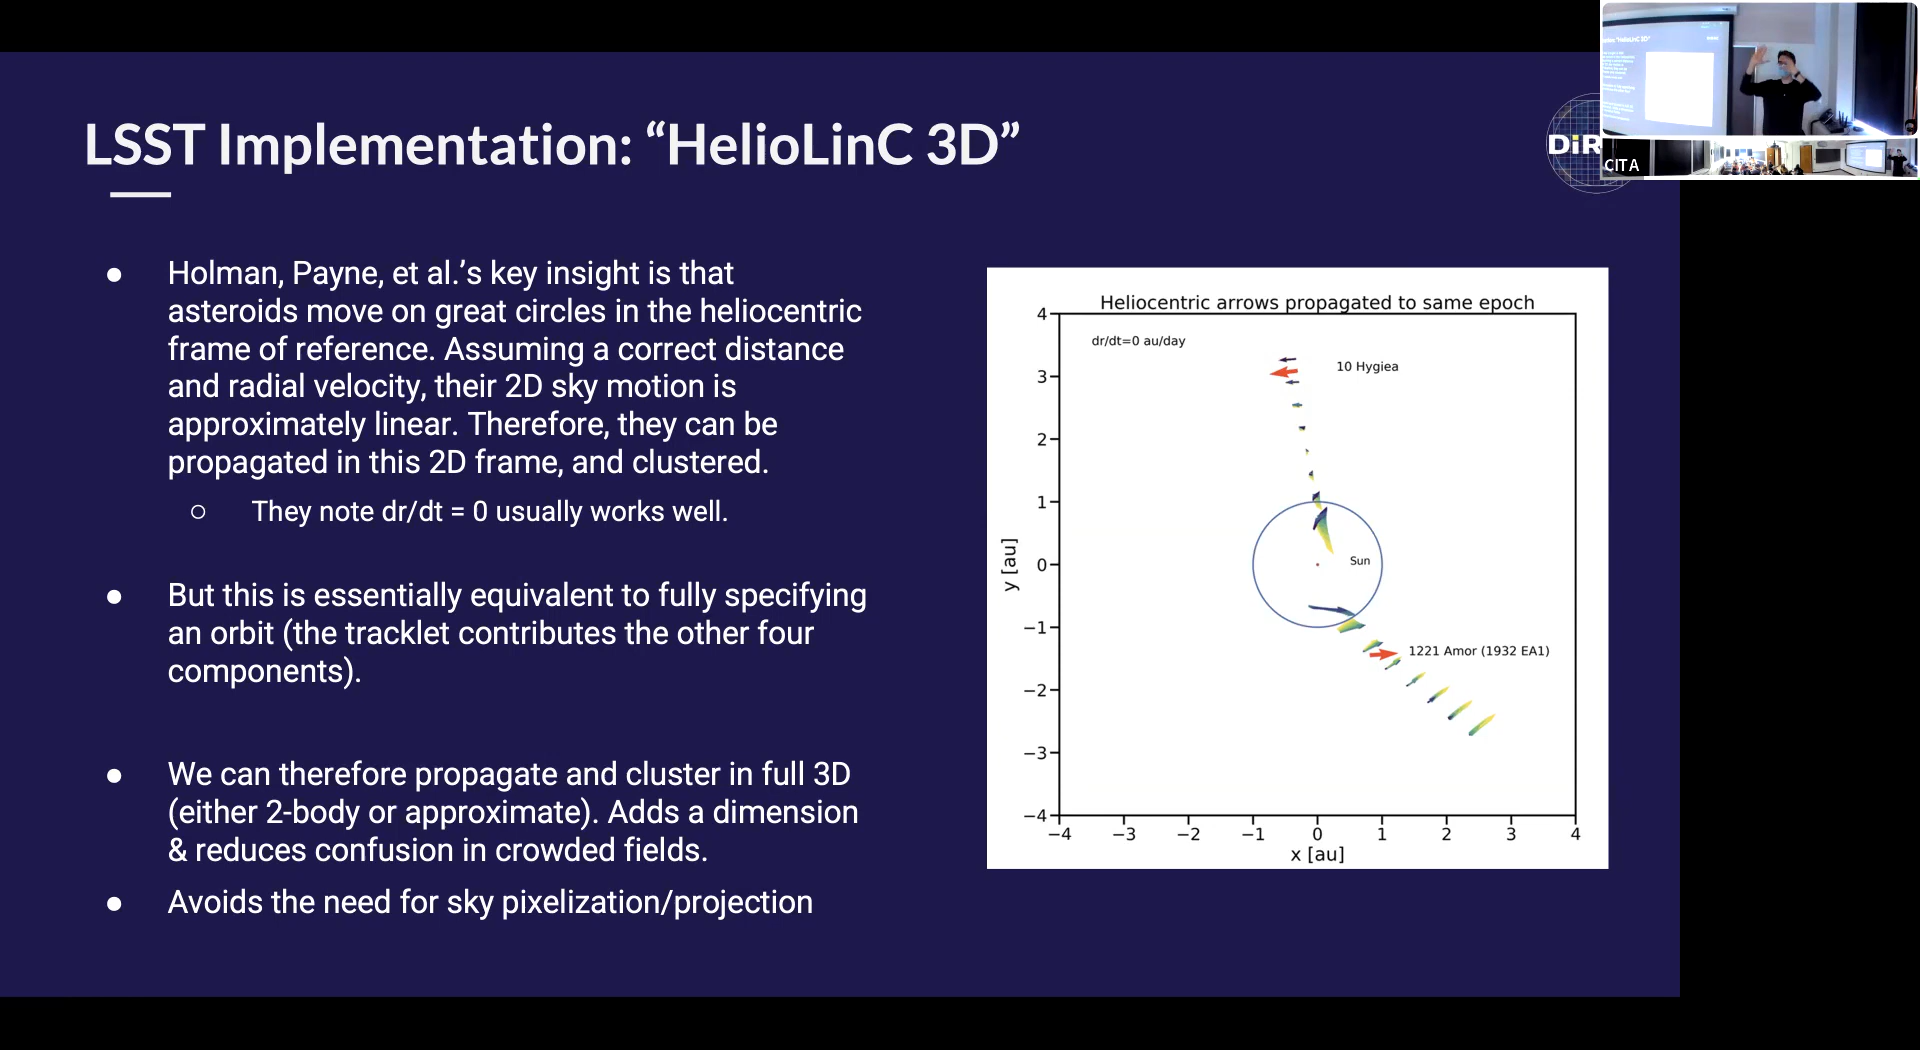 LSST Implementation: “HelioLinC 3D”
DiR
CITA
● Holman, Payne, et al.’s key insight is that
asteroids move on great circles in the heliocentric
frame of reference. Assuming a correct distance
and radial velocity, their 2D sky motion is
approximately linear. Therefore, they can be
propagated in this 2D frame, and clustered.
○ They note dr/dt = 0 usually works well.
● But this is essentially equivalent to fully specifying
an orbit (the tracklet contributes the other four
components).
● We can therefore propagate and cluster in full 3D
(either 2-body or approximate). Adds a dimension
& reduces confusion in crowded fields.
● Avoids the need for sky pixelization/projection
Heliocentric arrows propagated to same epoch
dr/dt=0 au/day
10 Hygiea
Sun
1221 Amor (1932 EA1)
y [au]
4
3
2
1
0
−1
−2
−3
−4
−4 −3 −2 −1 0 1 2 3 4
x [au]